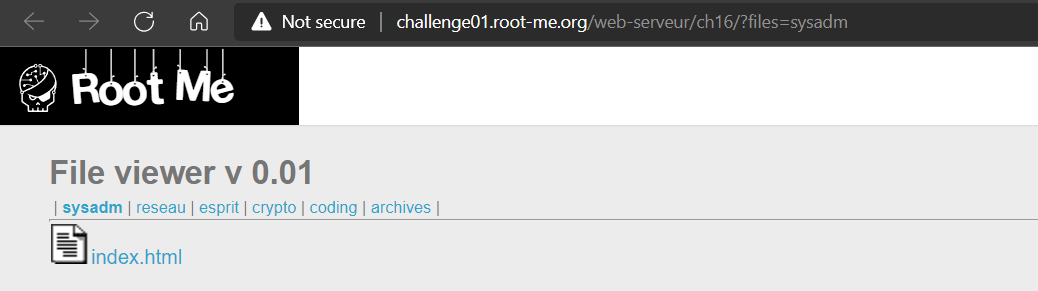 Not secure | challenge01.root-me.org/web-serveur/ch16/?files=sysadm
Root Me
File viewer v 0.01
| sysadm | reseau | esprit | crypto | coding | archives |
index.html